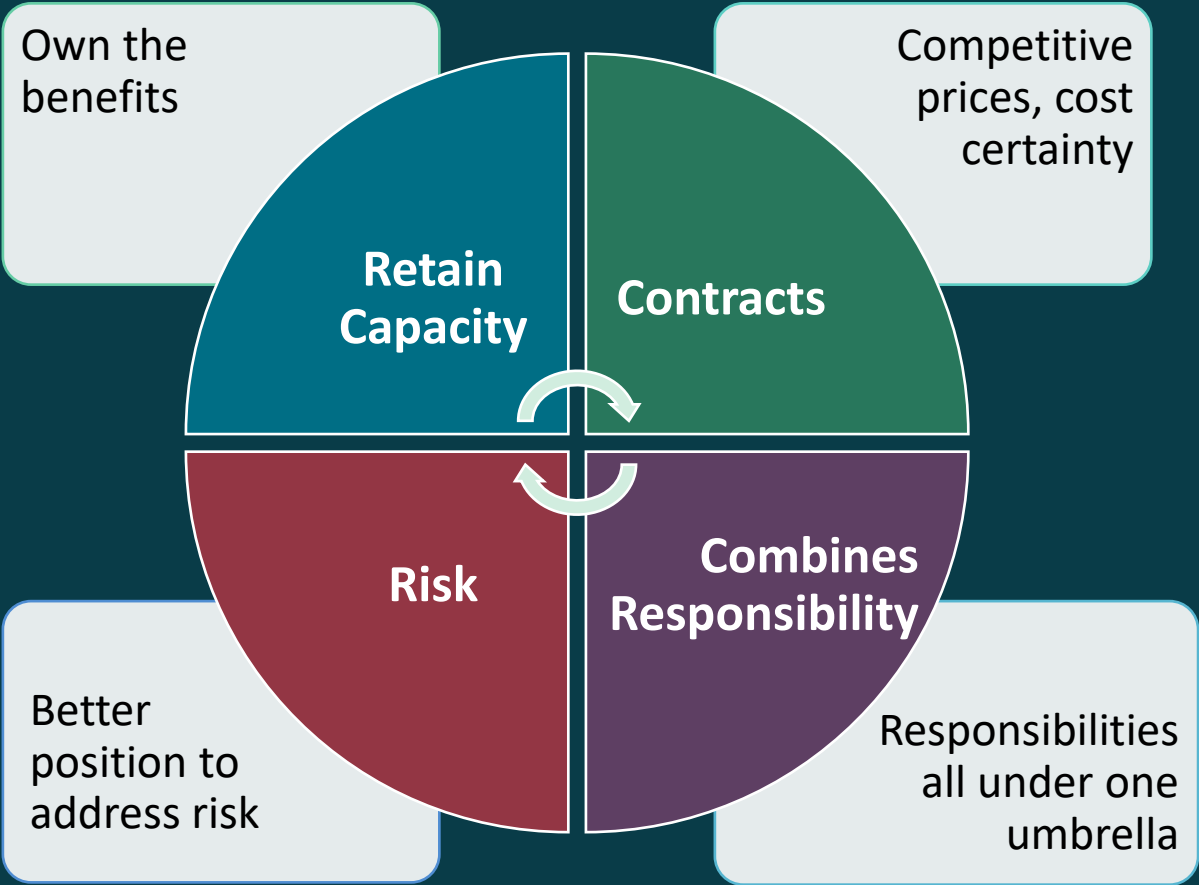 Own the
benefits
Competitive
prices, cost
certainty
Retain
Capacity
Contracts
Risk
Combines
Responsibility
Better
position to
address risk
Responsibilities
all under one
umbrella